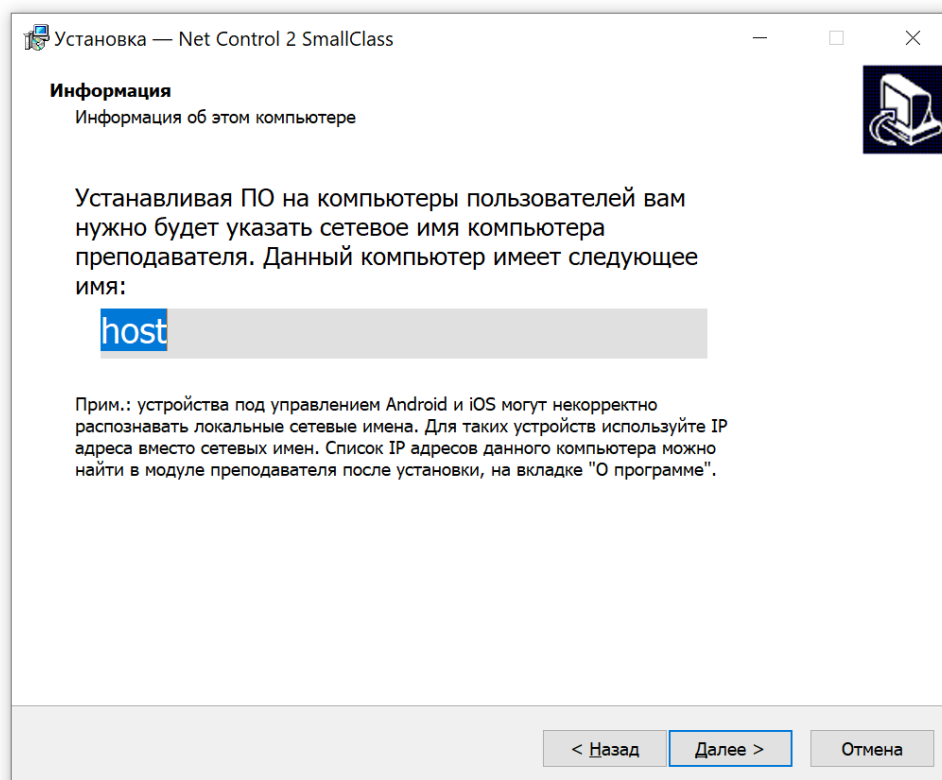 Установка — Net Control 2 SmallClass
Информация
Информация об этом компьютере
Устанавливая ПО на компьютеры пользователей вам
нужно будет указать сетевое имя компьютера
преподавателя. Данный компьютер имеет следующее
имя:
host
Прим.: устройства под управлением Android и iOS могут некорректно
распознавать локальные сетевые имена. Для таких устройств используйте IP
адреса вместо сетевых имен. Список IP адресов данного компьютера можно
найти в модуле преподавателя после установки, на вкладке "О программе".
< Назад Далее > Отмена